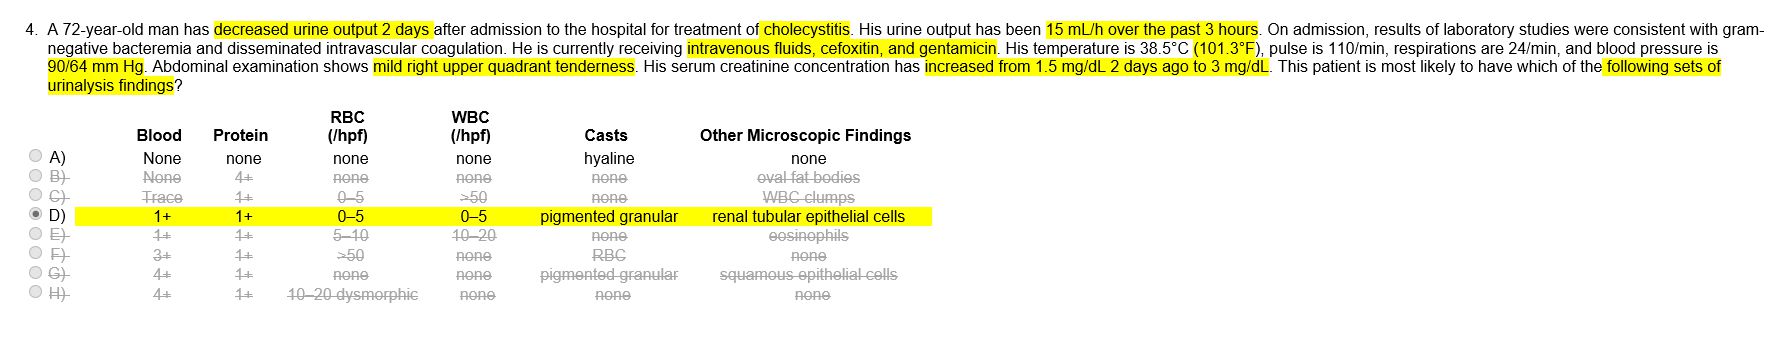 4. A 72-year-old man has decreased urine output 2 days after admission to the hospital for treatment of cholecystitis. His urine output has been 15 mL/h over the past 3 hours. On admission, results of laboratory studies were consistent with gram-
negative bacteremia and disseminated intravascular coagulation. He is currently receiving intravenous fluids, cefoxitin, and gentamicin. His temperature is 38.5°C (101.3°F), pulse is 110/min, respirations are 24/min, and blood pressure is
90/64 mm Hg. Abdominal examination shows mild right upper quadrant tenderness. His serum creatinine concentration has increased from 1.5 mg/dL 2 days ago to 3 mg/dL. This patient is most likely to have which of the following sets of
urinalysis findings?
RBC WBC
Blood Protein (/hpf) (/hpf) Casts Other Microscopic Findings
A) None none none none hyaline none
B) None 4+ none none none oval fat bodies
C) Trace 1+ 0–5 >50 none WBC clumps
D) 1+ 1+ 0–5 0–5 pigmented granular renal tubular epithelial cells
E) 1+ 1+ 5–10 10–20 none eosinophils
F) 3+ 1+ >50 none RBC none
G) 4+ 1+ none none pigmented granular squamous epithelial cells
H) 4+ 1+ 10–20 dysmorphic none none none